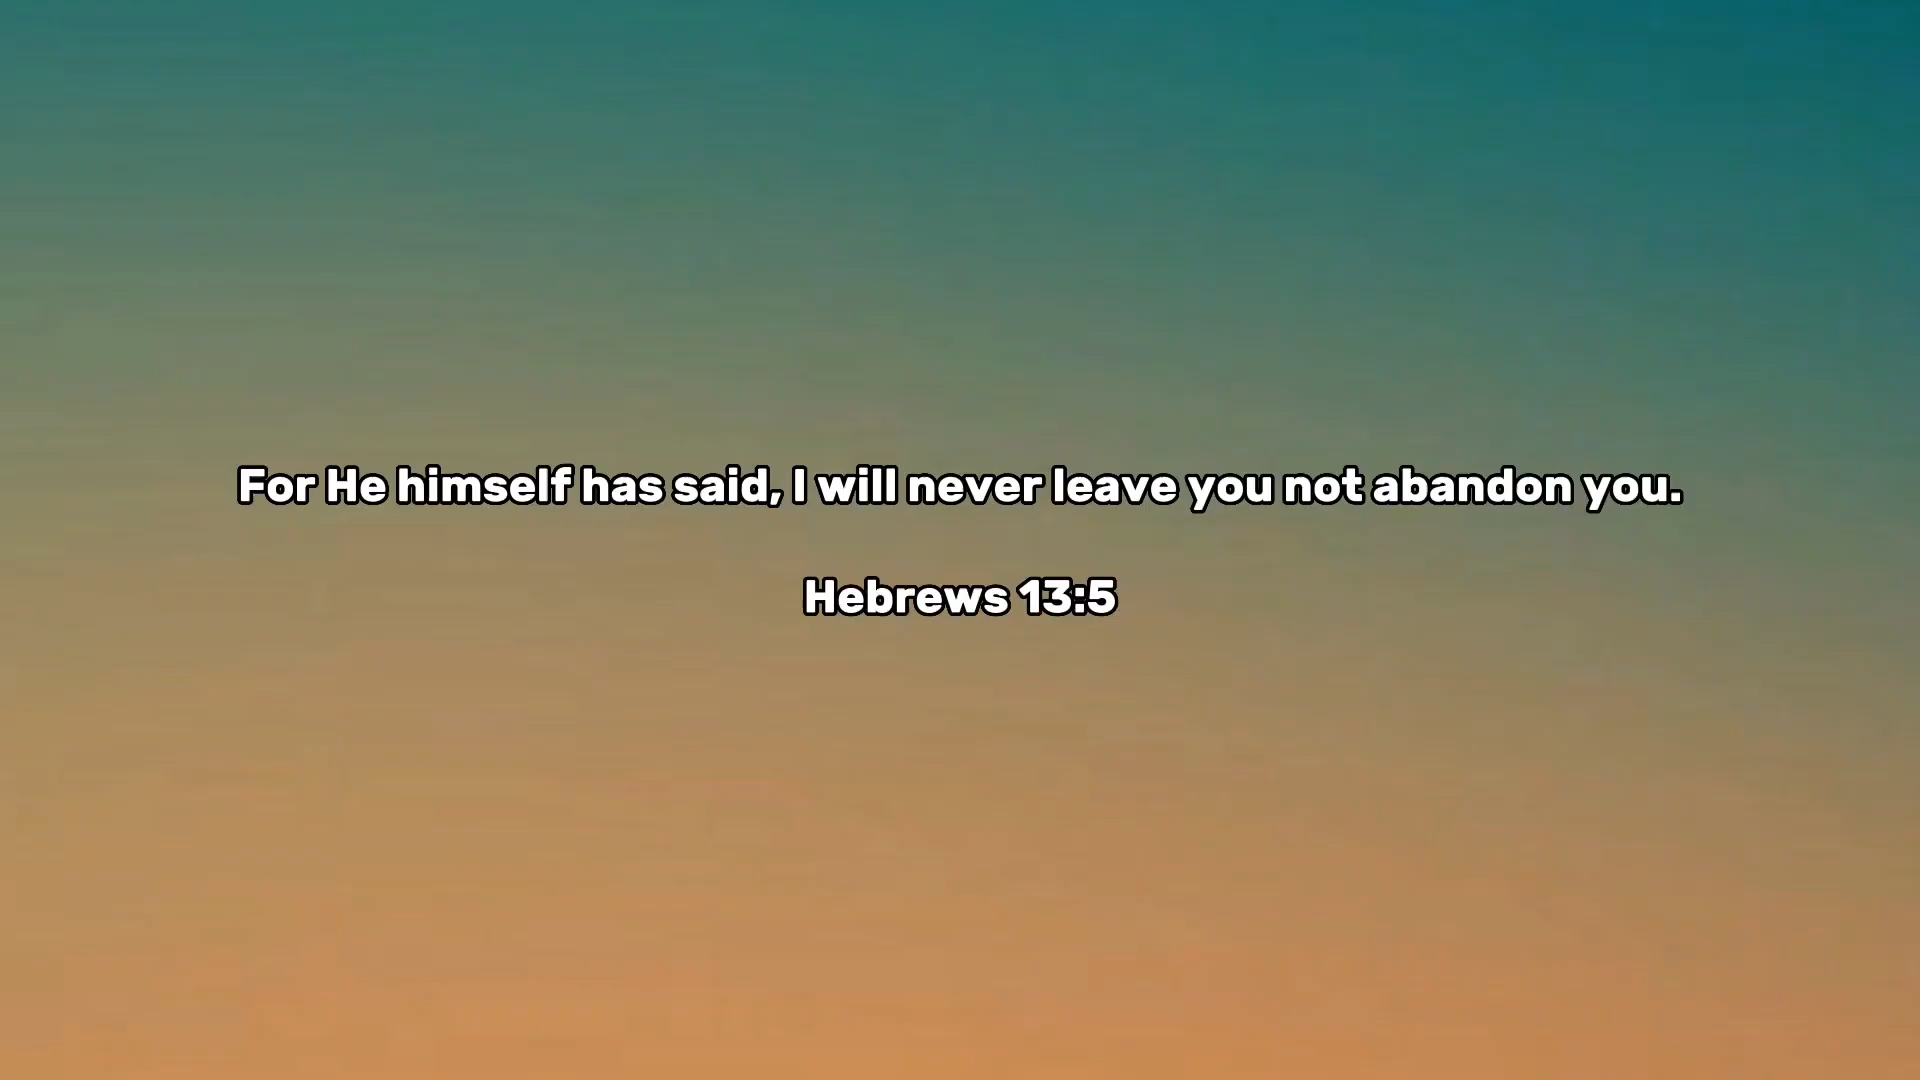 For He himself has said, I will never leave you not abandon you.
Hebrews 13:5